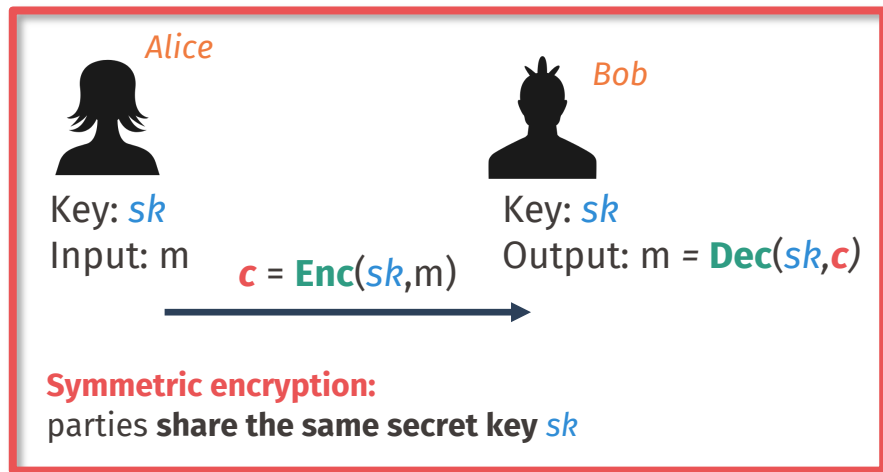 Alice
Bob
Key: sk
Input: m
Key: sk
Output: m = Dec(sk,c)
c = Enc(sk,m)
Symmetric encryption:
parties share the same secret key sk